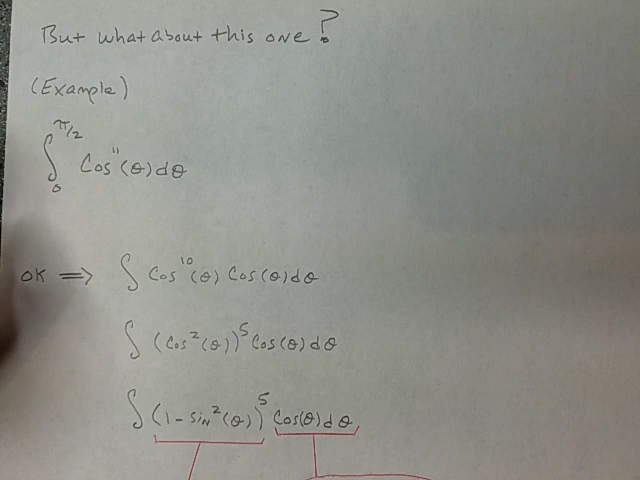 But what about this one?
(Example)
∫₀^π/2 Cos¹¹(θ)dθ
OK ⟹ ∫ Cos¹⁰(θ) Cos(θ)dθ
∫ (Cos²(θ))⁵ Cos(θ)dθ
∫ (1-sin²(θ))⁵ Cos(θ)dθ